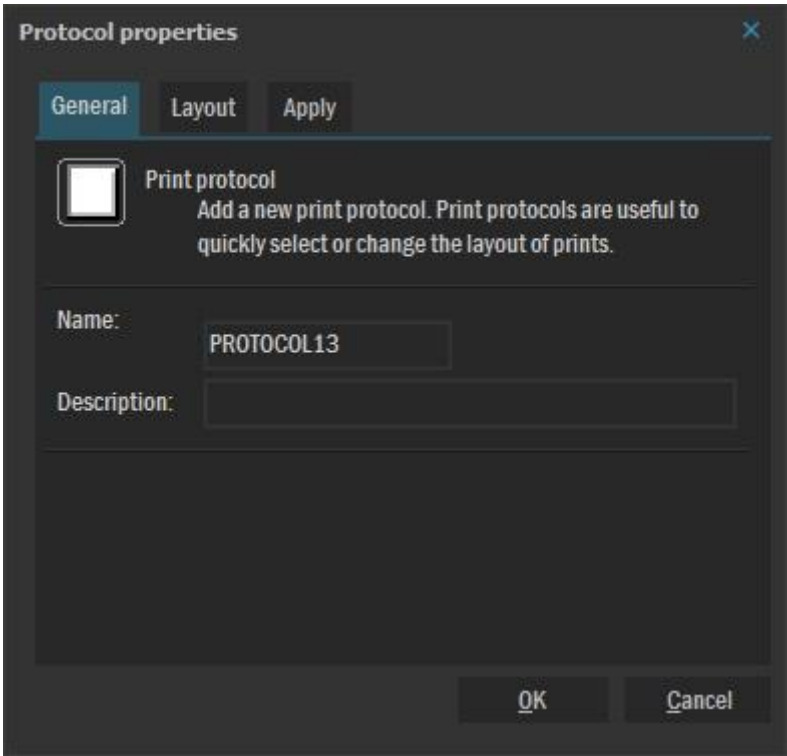 Protocol properties
General Layout Apply
Print protocol
Add a new print protocol. Print protocols are useful to
quickly select or change the layout of prints.
Name:
PROTOCOL13
Description:
OK Cancel